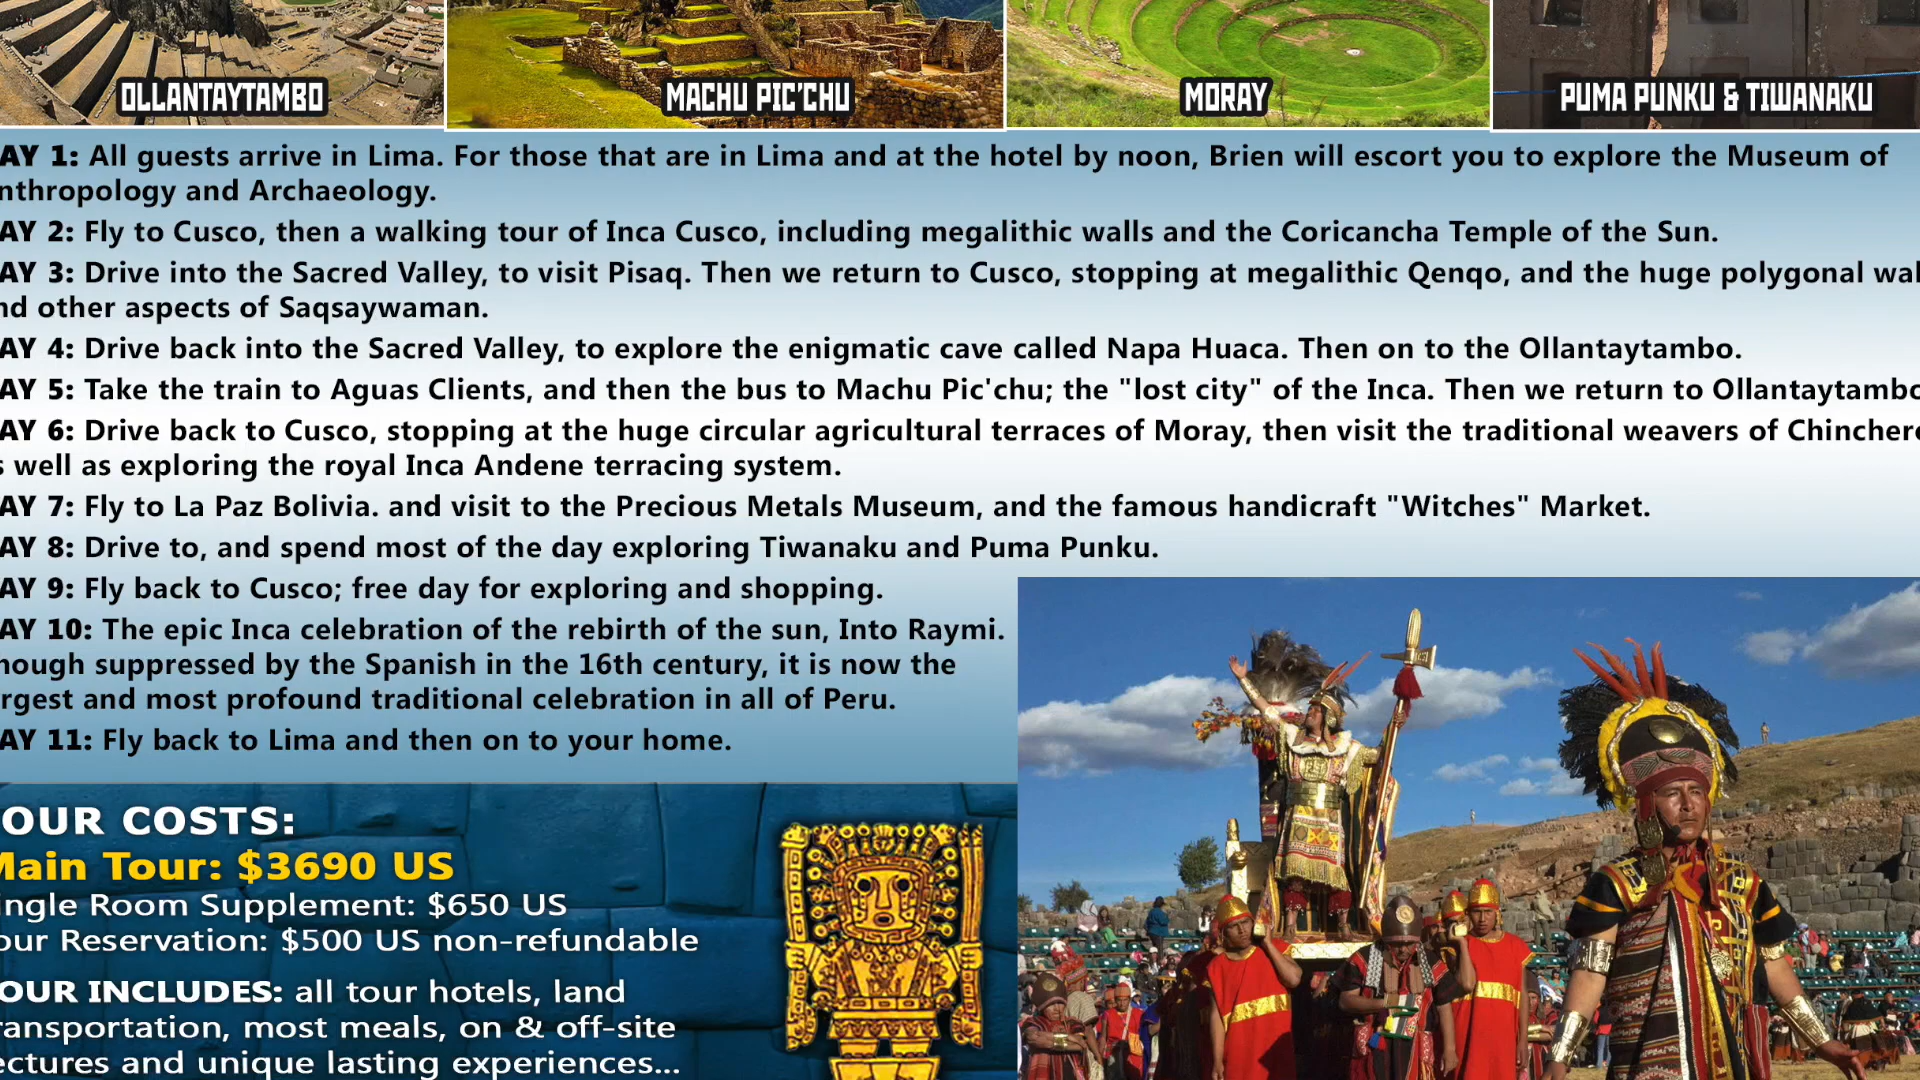 OLLANTAYTAMBO
MACHU PIC'CHU
MORAY
PUMA PUNKU & TIWANAKU
AY 1: All guests arrive in Lima. For those that are in Lima and at the hotel by noon, Brien will escort you to explore the Museum of
nthropology and Archaeology.
AY 2: Fly to Cusco, then a walking tour of Inca Cusco, including megalithic walls and the Coricancha Temple of the Sun.
AY 3: Drive into the Sacred Valley, to visit Pisaq. Then we return to Cusco, stopping at megalithic Qenqo, and the huge polygonal wal
nd other aspects of Saqsaywaman.
AY 4: Drive back into the Sacred Valley, to explore the enigmatic cave called Napa Huaca. Then on to the Ollantaytambo.
AY 5: Take the train to Aguas Clients, and then the bus to Machu Pic'chu; the "lost city" of the Inca. Then we return to Ollantaytambo
AY 6: Drive back to Cusco, stopping at the huge circular agricultural terraces of Moray, then visit the traditional weavers of Chinchero
s well as exploring the royal Inca Andene terracing system.
AY 7: Fly to La Paz Bolivia. and visit to the Precious Metals Museum, and the famous handicraft "Witches" Market.
AY 8: Drive to, and spend most of the day exploring Tiwanaku and Puma Punku.
AY 9: Fly back to Cusco; free day for exploring and shopping.
AY 10: The epic Inca celebration of the rebirth of the sun, Into Raymi.
hough suppressed by the Spanish in the 16th century, it is now the
rgest and most profound traditional celebration in all of Peru.
AY 11: Fly back to Lima and then on to your home.
OUR COSTS:
Main Tour: $3690 US
ingle Room Supplement: $650 US
our Reservation: $500 US non-refundable
OUR INCLUDES: all tour hotels, land
ransportation, most meals, on & off-site
ectures and unique lasting experiences...